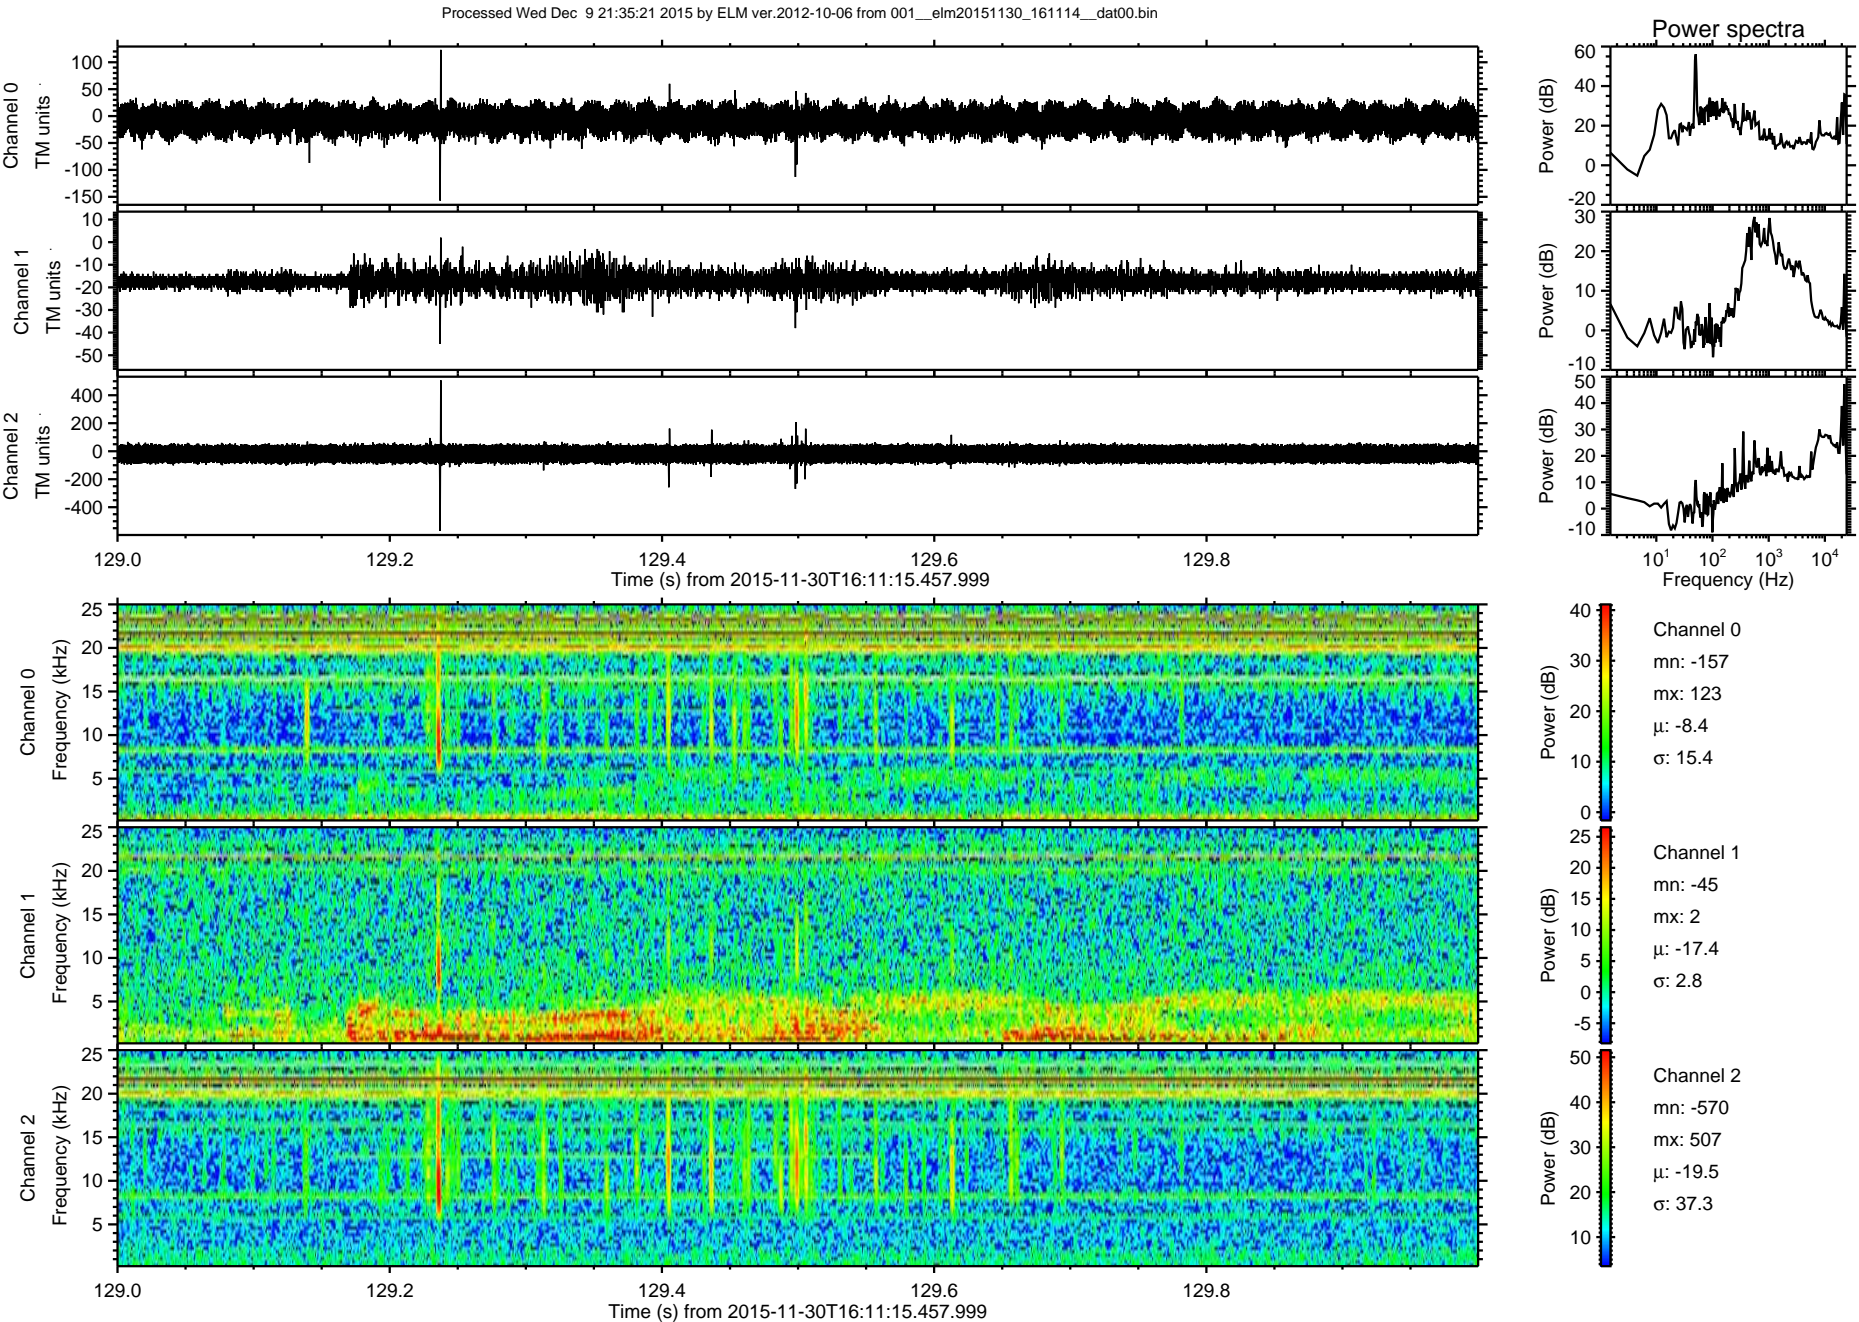 Processed Wed Dec  9 21:35:21 2015 by ELM ver.2012-10-06 from 001__elm20151130_161114__dat00.bin
Power spectra
Channel 0
TM units
100
50
0
-50
-100
-150
Power (dB)
60
40
20
0
-20
Channel 1
TM units
10
0
-10
-20
-30
-40
-50
Power (dB)
30
20
10
0
-10
Channel 2
TM units
400
200
0
-200
-400
Power (dB)
50
40
30
20
10
0
-10
129.0 129.2 129.4 129.6 129.8
Time (s) from 2015-11-30T16:11:15.457.999
10¹ 10² 10³ 10⁴
Frequency (Hz)
Channel 0
Frequency (kHz)
25
20
15
10
5
Power (dB)
40
30
20
10
0
Channel 0
mn: -157
mx: 123
μ: -8.4
σ: 15.4
Channel 1
Frequency (kHz)
25
20
15
10
5
Power (dB)
25
20
15
10
5
0
-5
Channel 1
mn: -45
mx: 2
μ: -17.4
σ: 2.8
Channel 2
Frequency (kHz)
25
20
15
10
5
Power (dB)
50
40
30
20
10
Channel 2
mn: -570
mx: 507
μ: -19.5
σ: 37.3
129.0 129.2 129.4 129.6 129.8
Time (s) from 2015-11-30T16:11:15.457.999